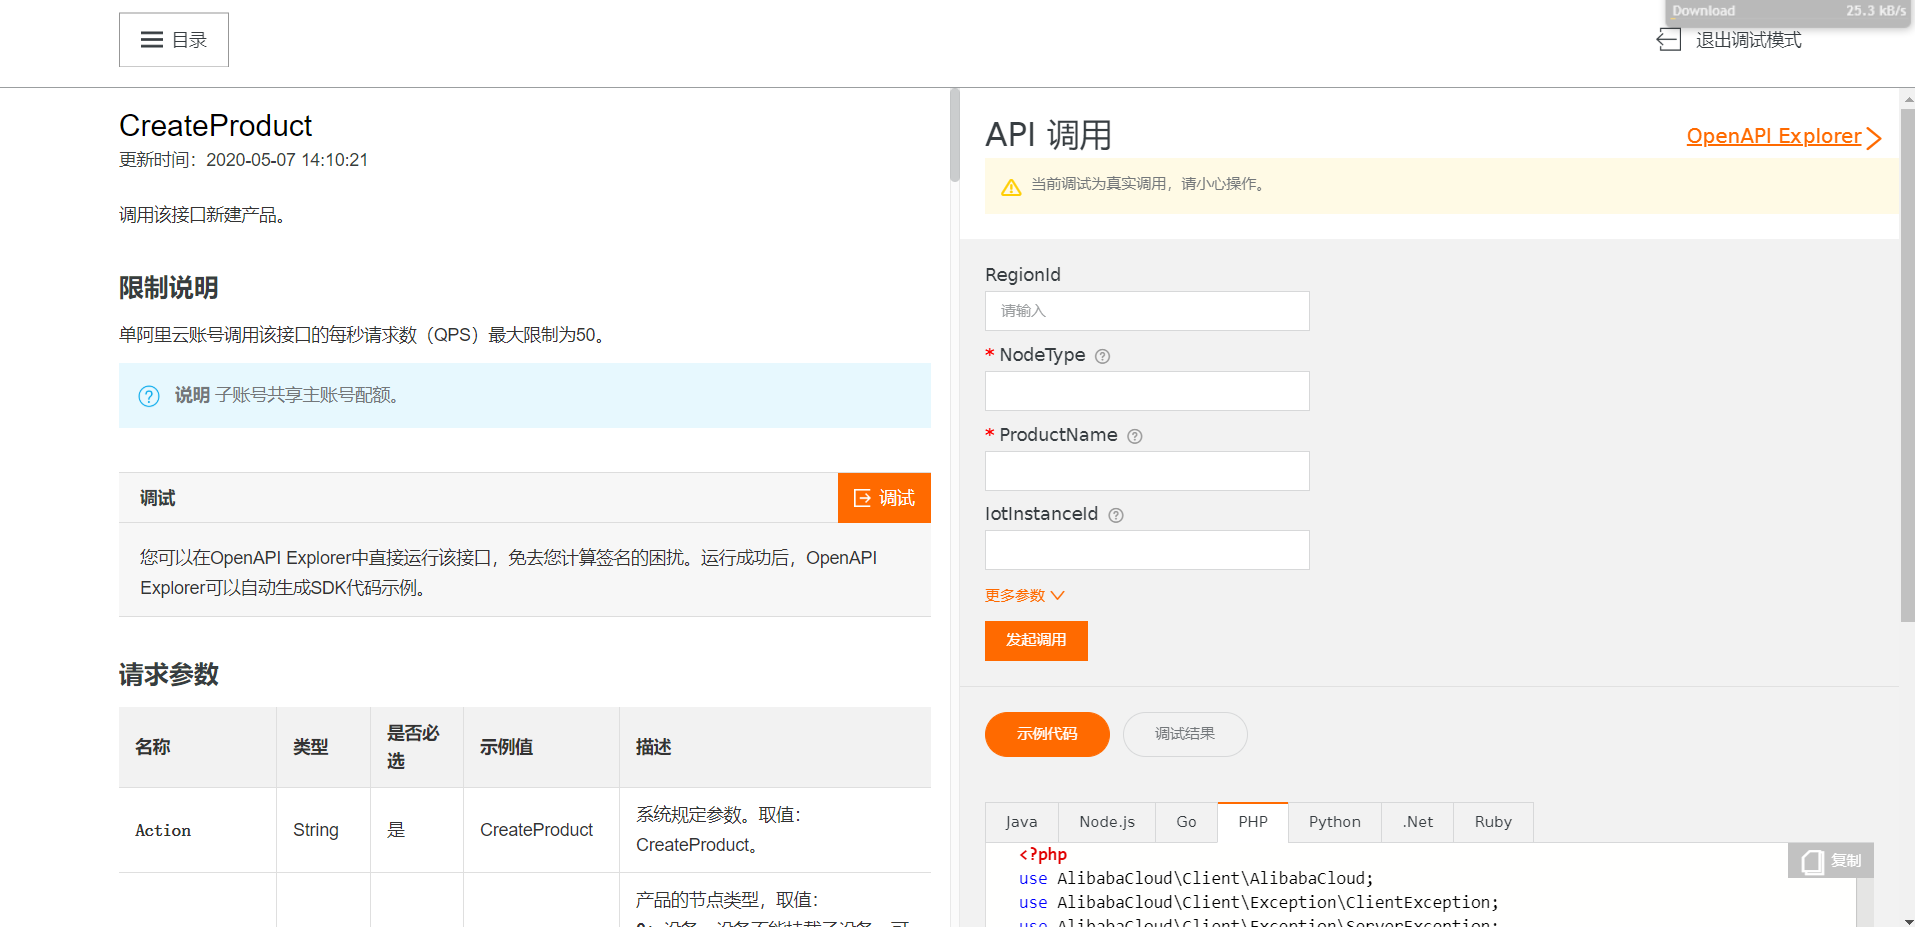 目录
Download 25.3 kB/s
退出调试模式
CreateProduct
更新时间：2020-05-07 14:10:21
调用该接口新建产品。
限制说明
单阿里云账号调用该接口的每秒请求数（QPS）最大限制为50。
说明 子账号共享主账号配额。
调试
调试
您可以在OpenAPI Explorer中直接运行该接口，免去您计算签名的困扰。运行成功后，OpenAPI
Explorer可以自动生成SDK代码示例。
请求参数
名称 类型 是否必选 示例值 描述
Action String 是 CreateProduct 系统规定参数。取值：
CreateProduct。
产品的节点类型，取值：
0：设备。设备不能挂载子设备，可
API 调用
OpenAPI Explorer
当前调试为真实调用，请小心操作。
RegionId
请输入
* NodeType
* ProductName
IotInstanceId
更多参数
发起调用
示例代码 调试结果
Java Node.js Go PHP Python .Net Ruby
复制
<?php
use AlibabaCloud\Client\AlibabaCloud;
use AlibabaCloud\Client\Exception\ClientException;
use AlibabaCloud\Client\Exception\ServerException;